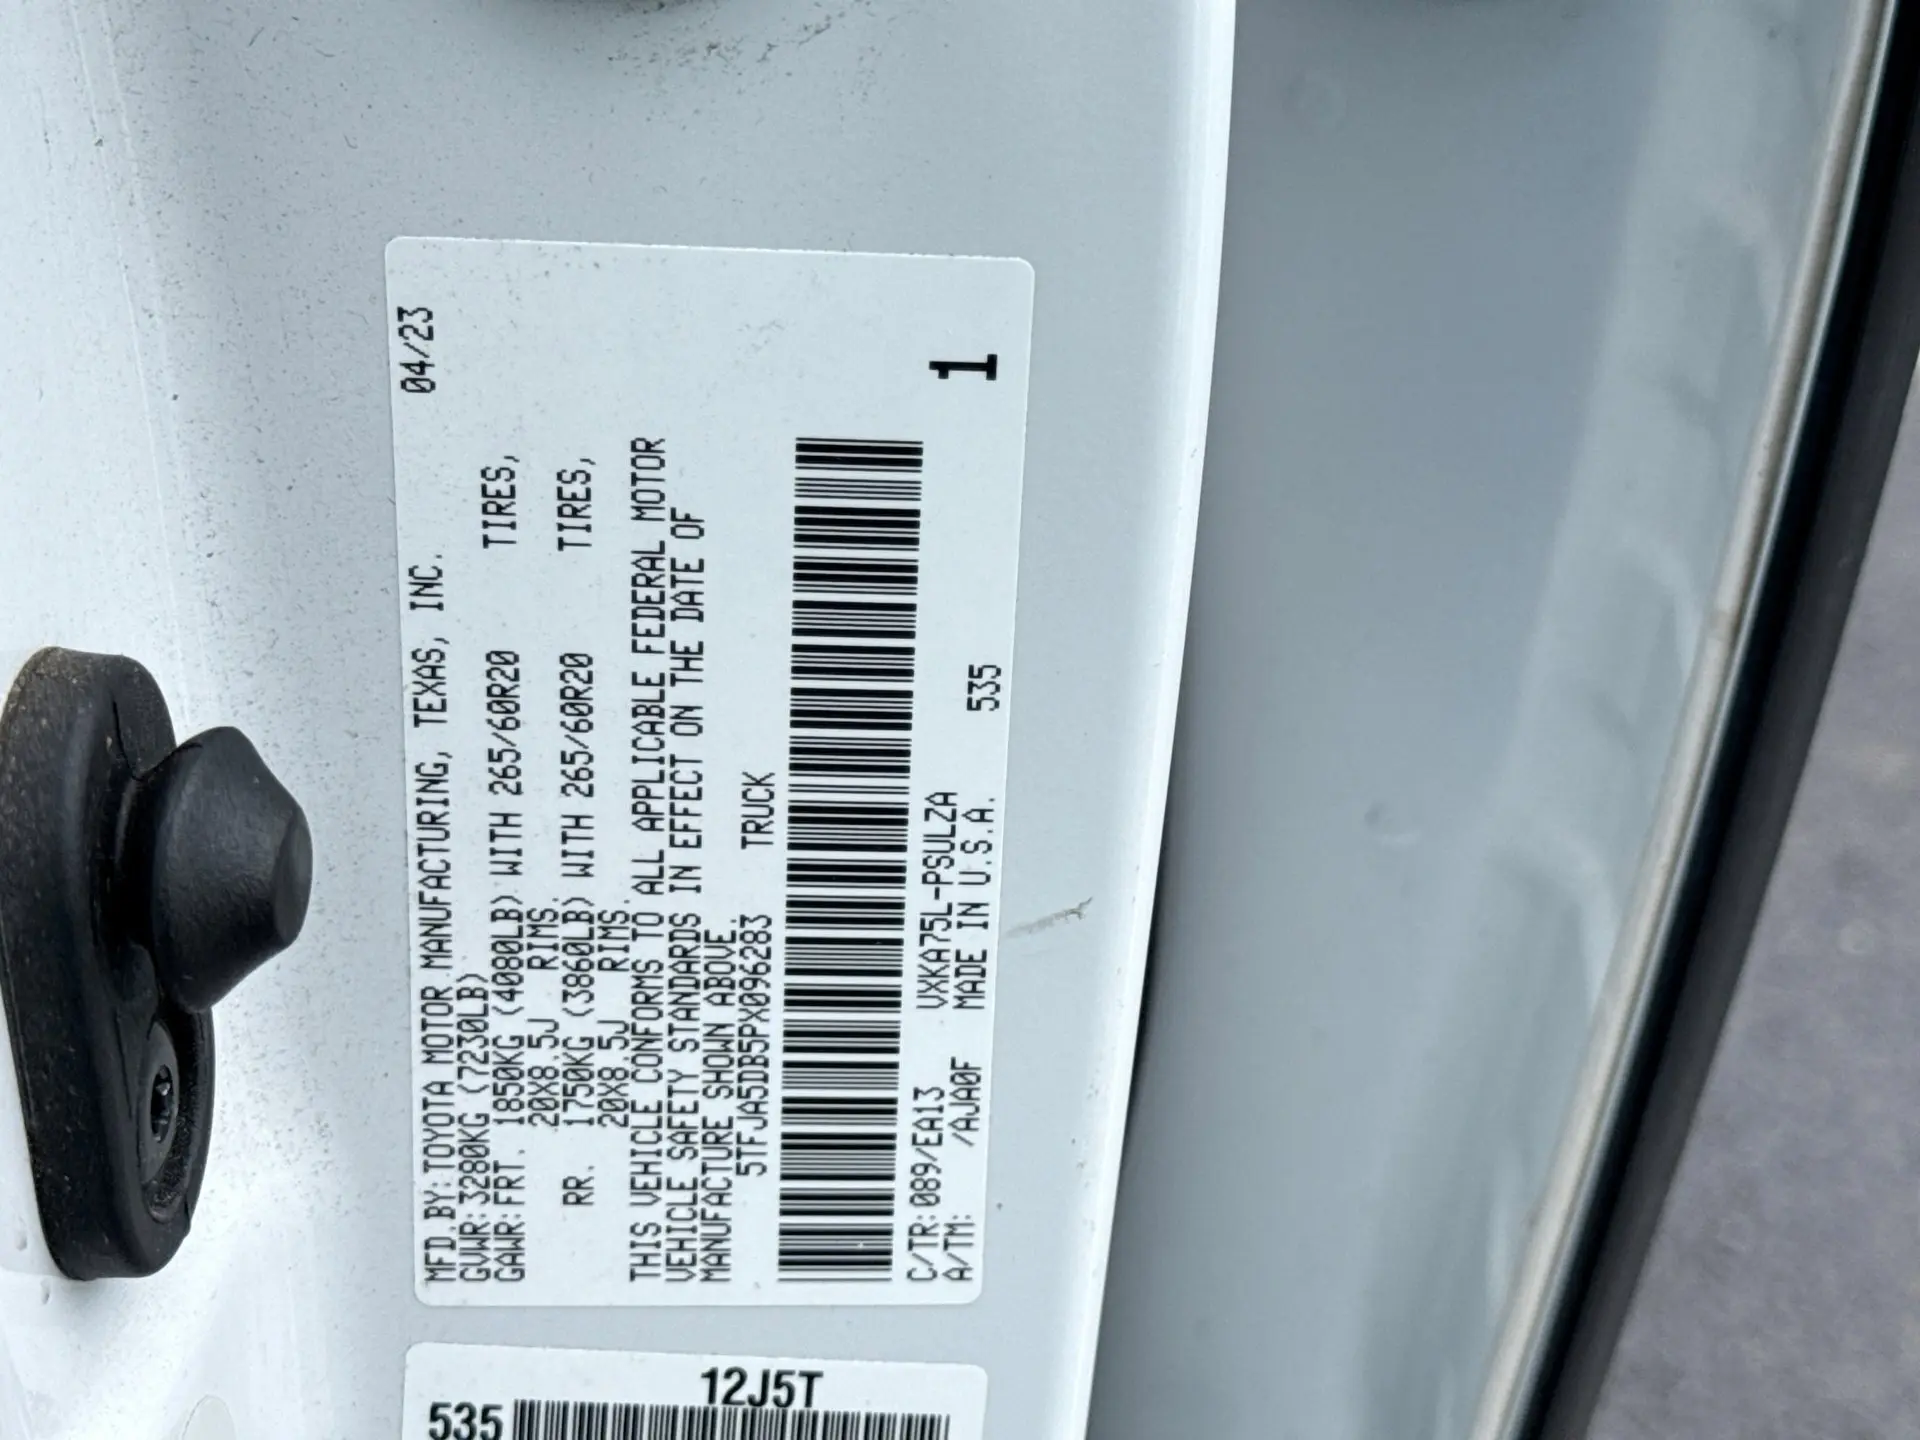 MFD.BY:TOYOTA MOTOR MANUFACTURING, TEXAS, INC. 04/23
GVWR:3280KG (7230LB)
GAWR:FRT. 1850KG (4080LB) WITH 265/60R20 TIRES,
20X8.5J RIMS.
RR. 1750KG (3860LB) WITH 265/60R20 TIRES,
20X8.5J RIMS.
THIS VEHICLE CONFORMS TO ALL APPLICABLE FEDERAL MOTOR
VEHICLE SAFETY STANDARDS IN EFFECT ON THE DATE OF
MANUFACTURE SHOWN ABOVE.
5TFJA5DB5PX096283 TRUCK
C/TR:089/EA13 VXKA75L-PSULZA
A/TM: /AJA0F MADE IN U.S.A. 535
1
12J5T
535